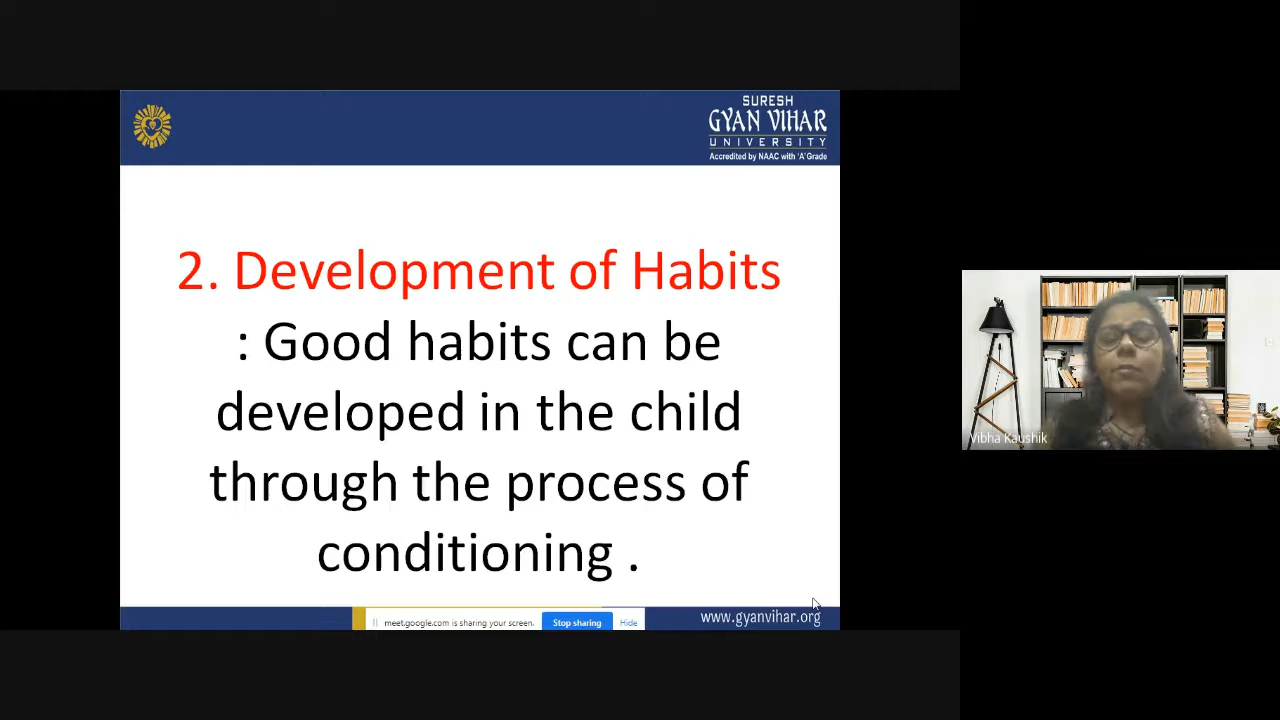 SURESH
GYAN VIHAR
UNIVERSITY
Accredited by NAAC with 'A' Grade
2. Development of Habits
: Good habits can be
developed in the child
through the process of
conditioning .
Vibha Kaushik
meet.google.com is sharing your screen.
Stop sharing
Hide
www.gyanvihar.org